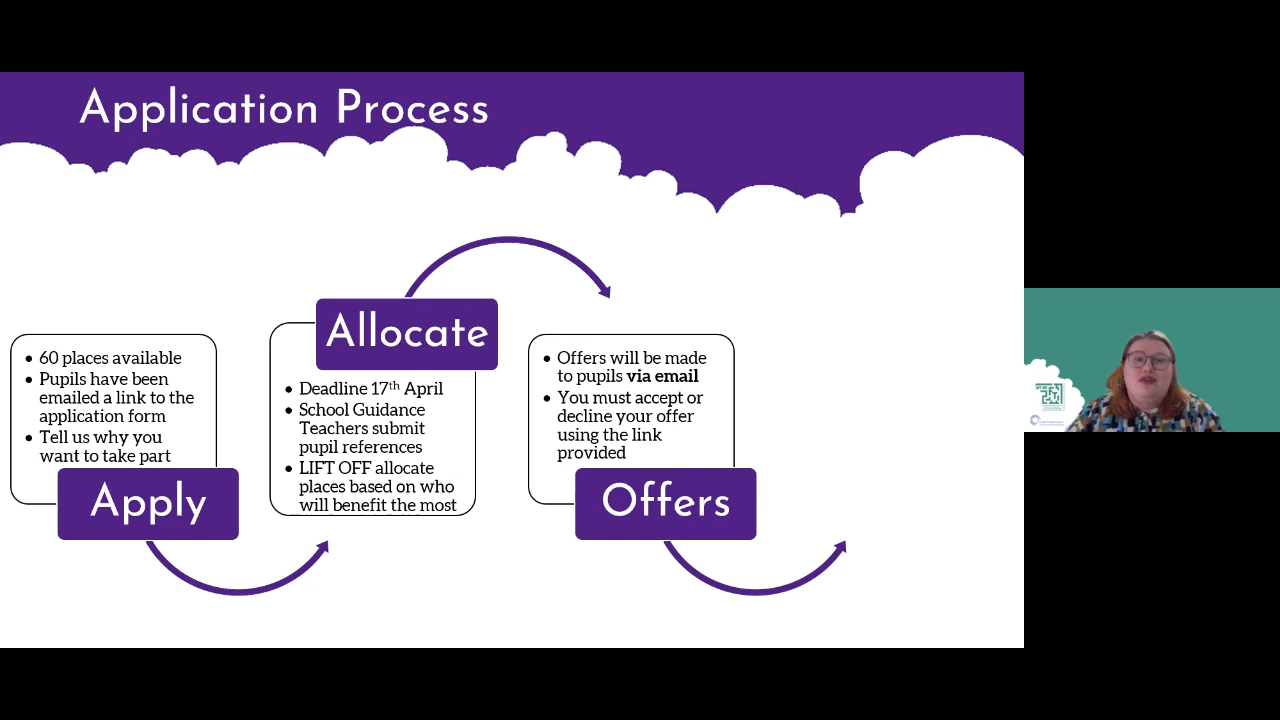 Application Process
• 60 places available
• Pupils have been
emailed a link to the
application form
• Tell us why you
want to take part
Apply
Allocate
• Deadline 17th April
• School Guidance
Teachers submit
pupil references
• LIFT OFF allocate
places based on who
will benefit the most
• Offers will be made
to pupils via email
• You must accept or
decline your offer
using the link
provided
Offers